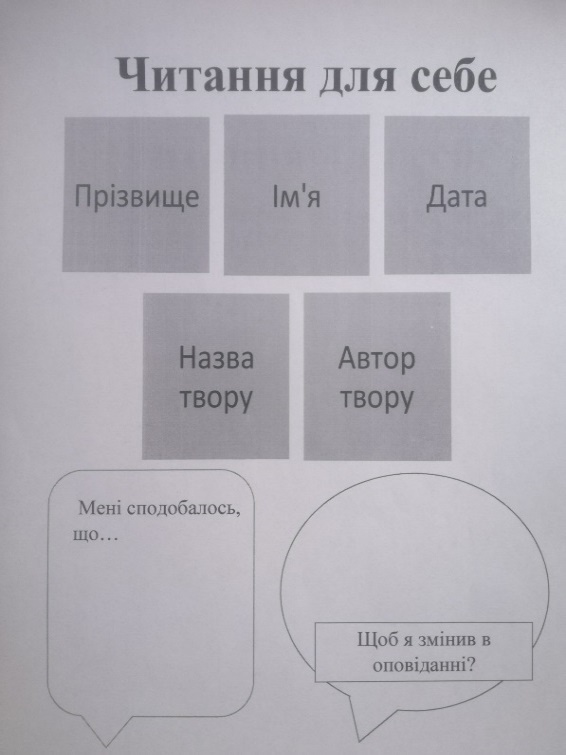 Читання для себе
Прізвище
Ім'я
Дата
Назва
твору
Автор
твору
Мені сподобалось,
що…
Щоб я змінив в
оповіданні?